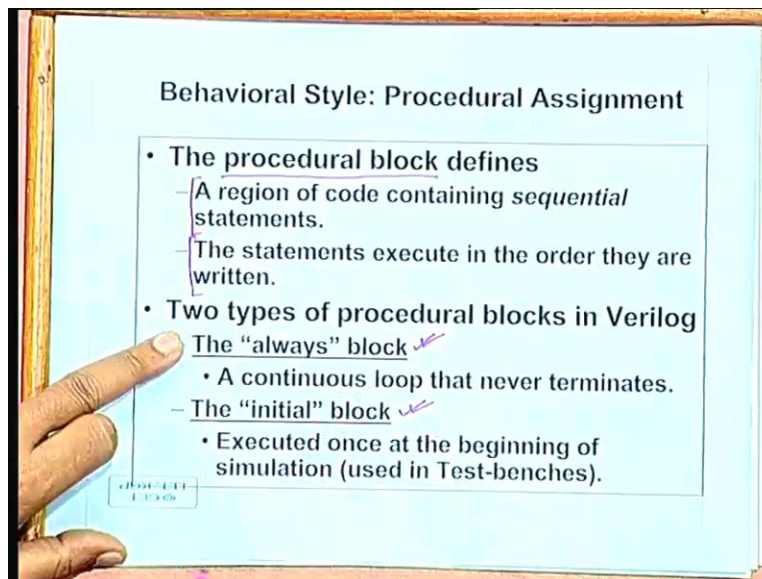 Behavioral Style: Procedural Assignment
• The procedural block defines
– A region of code containing sequential
statements.
– The statements execute in the order they are
written.
• Two types of procedural blocks in Verilog
The “always” block
• A continuous loop that never terminates.
– The “initial” block
• Executed once at the beginning of
simulation (used in Test-benches).